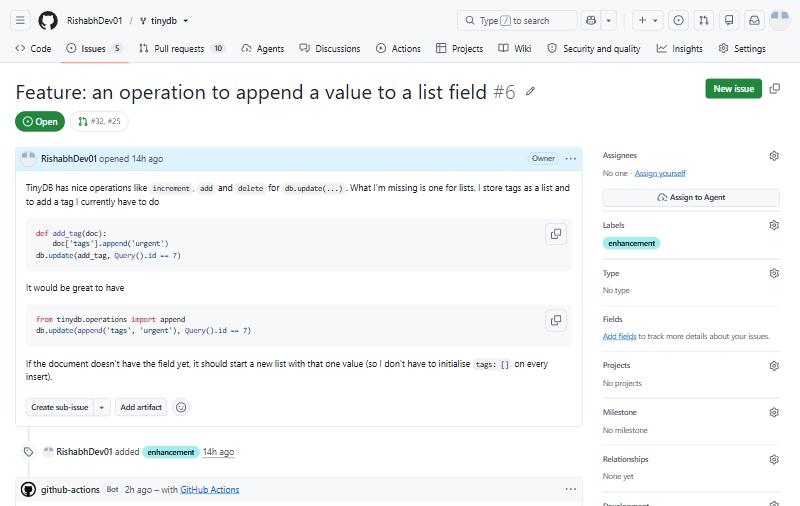 RishabhDev01 / tinydb
Type / to search
Code Issues 5 Pull requests 10 Agents Discussions Actions Projects Wiki Security and quality Insights Settings
Feature: an operation to append a value to a list field #6
New issue
Open #32, #25
RishabhDev01 opened 14h ago Owner
TinyDB has nice operations like increment, add and delete for db.update(...). What I'm missing is one for lists. I store tags as a list and
to add a tag I currently have to do
def add_tag(doc):
    doc['tags'].append('urgent')
db.update(add_tag, Query().id == 7)
It would be great to have
from tinydb.operations import append
db.update(append('tags', 'urgent'), Query().id == 7)
If the document doesn't have the field yet, it should start a new list with that one value (so I don't have to initialise tags: [] on every
insert).
Create sub-issue Add artifact
RishabhDev01 added enhancement 14h ago
github-actions Bot 2h ago – with GitHub Actions
Assignees
No one - Assign yourself
Assign to Agent
Labels
enhancement
Type
No type
Fields
Add fields to track more details about your issues.
Projects
No projects
Milestone
No milestone
Relationships
None yet
Development